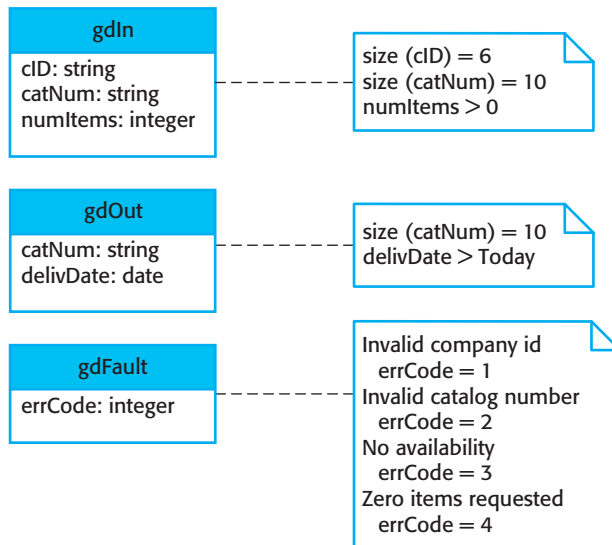 gdIn
cID: string
catNum: string
numItems: integer
size (cID) = 6
size (catNum) = 10
numItems > 0
gdOut
catNum: string
delivDate: date
size (catNum) = 10
delivDate > Today
gdFault
errCode: integer
Invalid company id
errCode = 1
Invalid catalog number
errCode = 2
No availability
errCode = 3
Zero items requested
errCode = 4